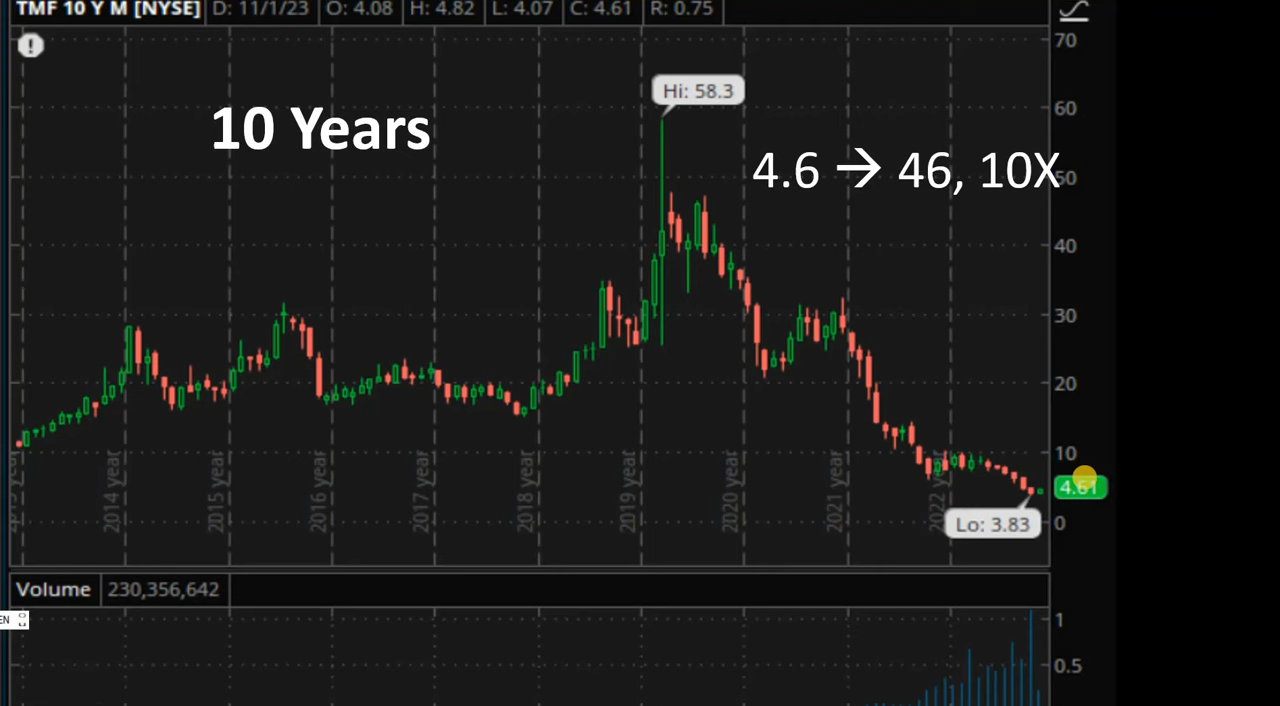 TMF 10 Y M [NYSE] D: 11/1/23 O: 4.08 H: 4.82 L: 4.07 C: 4.61 R: 0.75
70
Hi: 58.3
60
10 Years
4.6 → 46, 10X
50
40
30
20
10
4.61
2014 year
2015 year
2016 year
2017 year
2018 year
2019 year
2020 year
2021 year
2022 year
Lo: 3.83
0
Volume 230,356,642
EN
1
0.5